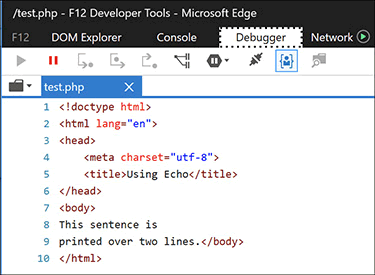 /test.php - F12 Developer Tools - Microsoft Edge
F12 DOM Explorer Console Debugger Network
test.php
1 <!doctype html>
2 <html lang="en">
3 <head>
4     <meta charset="utf-8">
5     <title>Using Echo</title>
6 </head>
7 <body>
8 This sentence is
9 printed over two lines.</body>
10 </html>